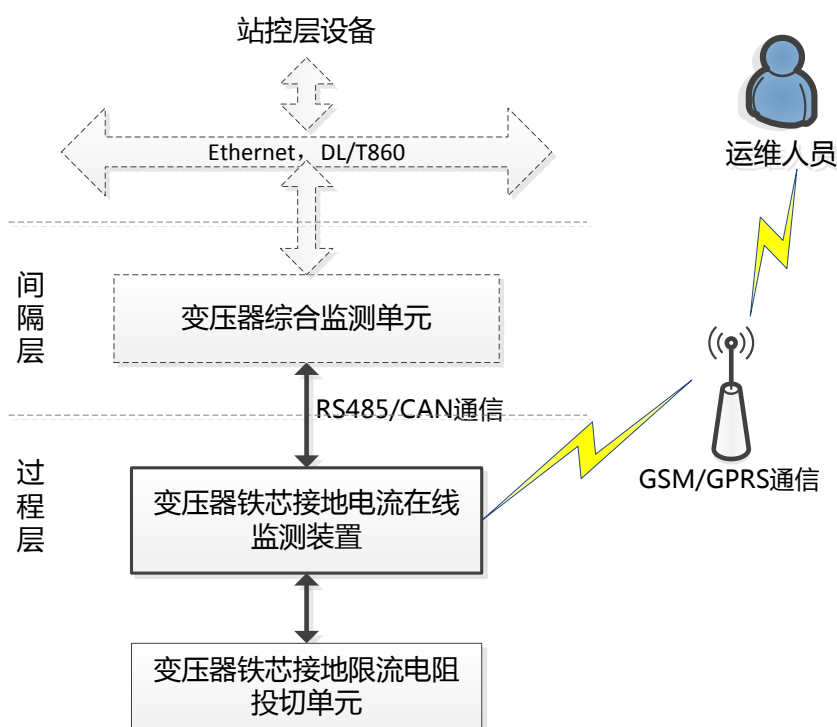 站控层设备
Ethernet，DL/T860
运维人员
间
隔
层
变压器综合监测单元
RS485/CAN通信
GSM/GPRS通信
过
程
层
变压器铁芯接地电流在线
监测装置
变压器铁芯接地限流电阻
投切单元